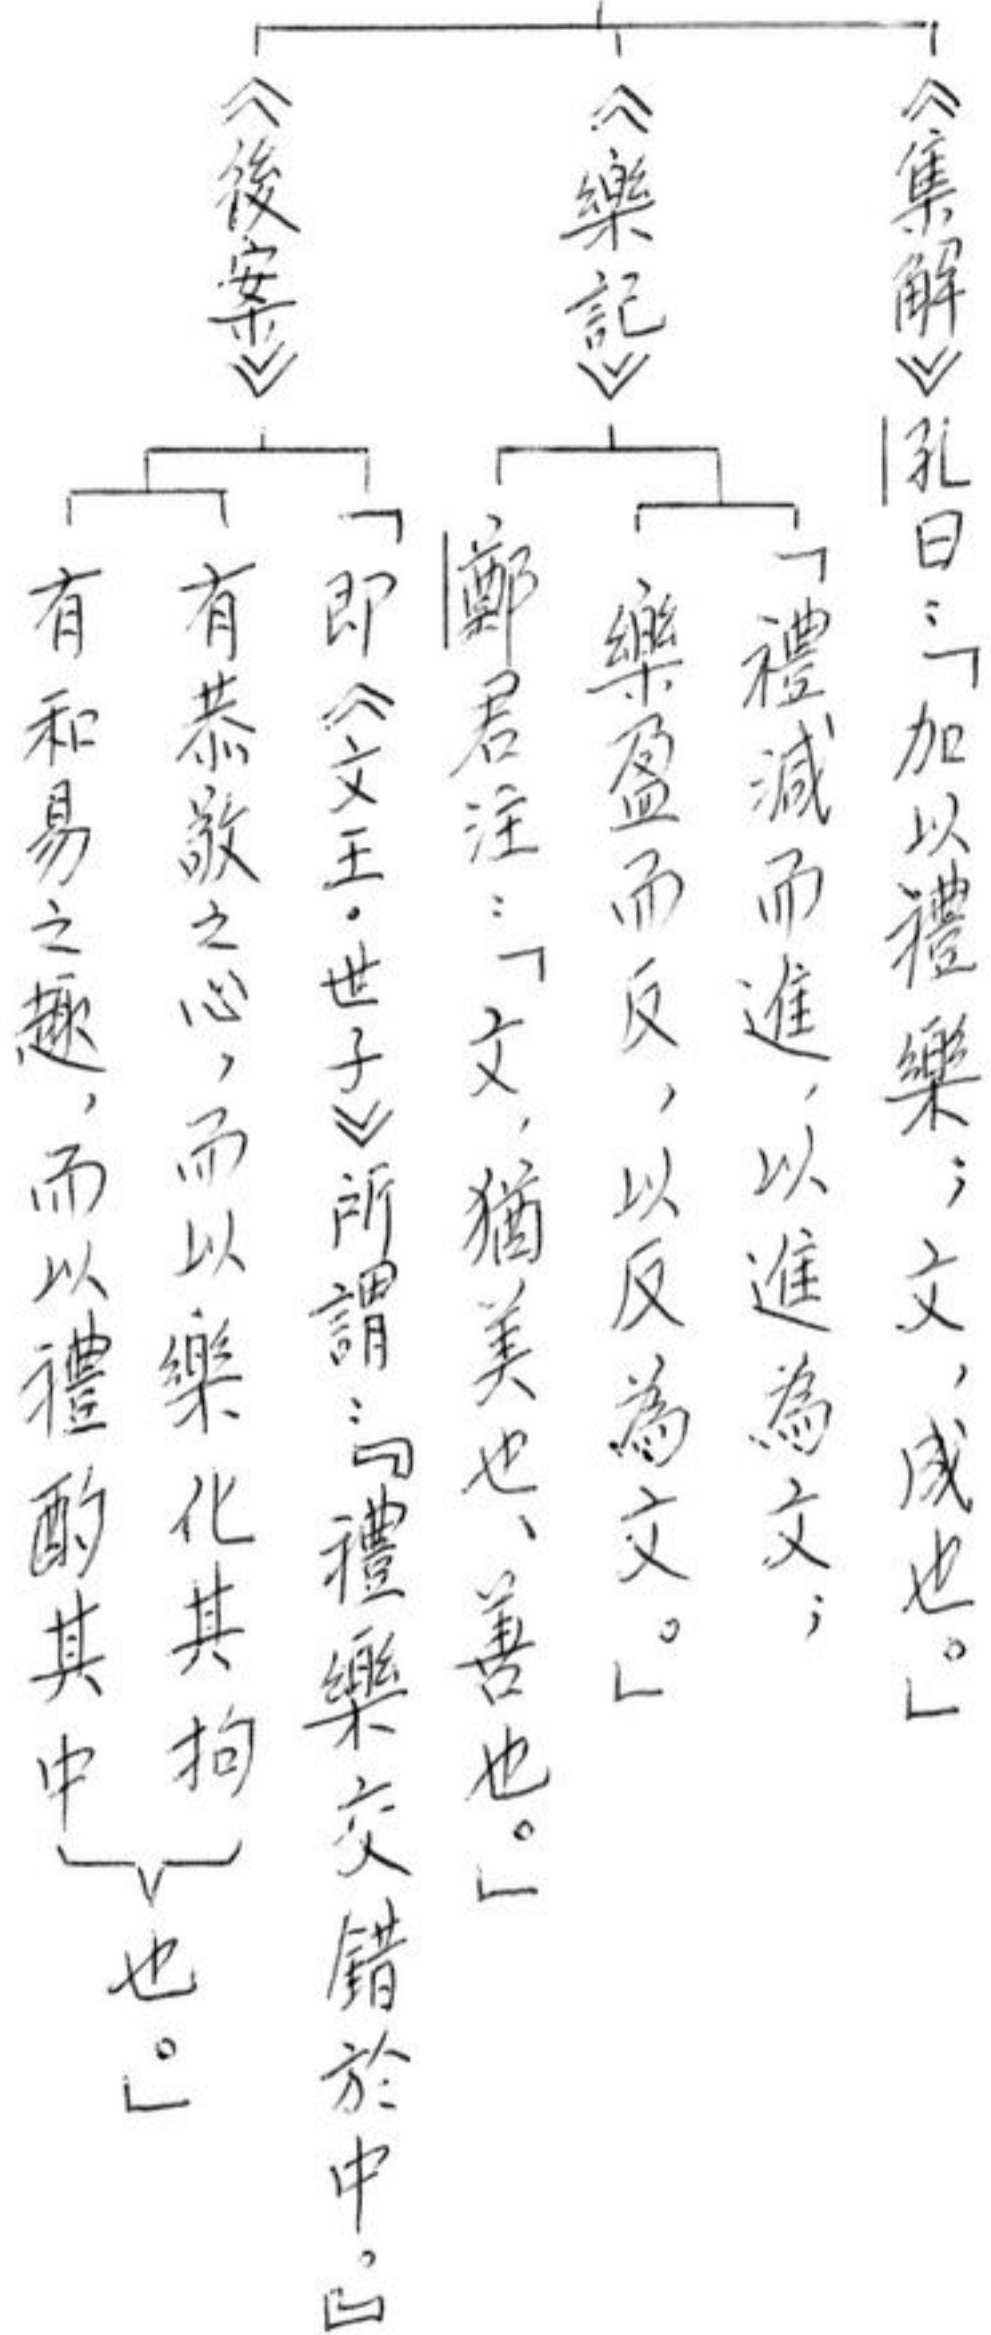 《集解》孔曰：「加以禮樂；文，成也。」
《樂記》
「禮減而進，以進為文；
樂盈而反，以反為文。」
鄭君注：「文，猶美也、善也。」
《後案》
「即《文王。世子》所謂：『禮樂交錯於中。』
有恭敬之心，而以樂化其拘
有和易之趣，而以禮酌其中
也。」